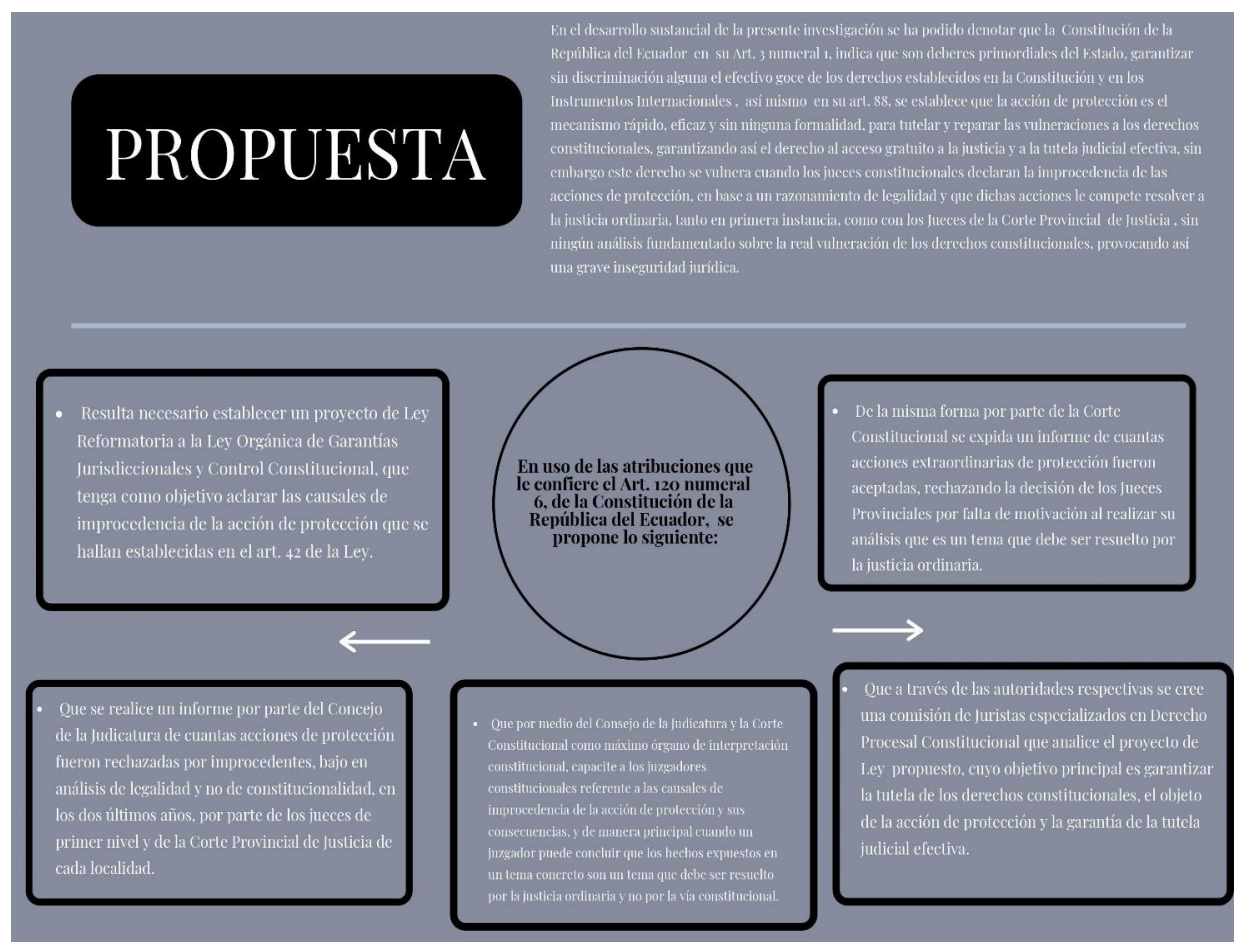 PROPUESTA
En el desarrollo sustancial de la presente investigación se ha podido denotar que la Constitución de la
República del Ecuador en su Art. 3 numeral 1, indica que son deberes primordiales del Estado, garantizar
sin discriminación alguna el efectivo goce de los derechos establecidos en la Constitución y en los
Instrumentos Internacionales , así mismo en su art. 88, se establece que la acción de protección es el
mecanismo rápido, eficaz y sin ninguna formalidad, para tutelar y reparar las vulneraciones a los derechos
constitucionales, garantizando así el derecho al acceso gratuito a la justicia y a la tutela judicial efectiva, sin
embargo este derecho se vulnera cuando los jueces constitucionales declaran la improcedencia de las
acciones de protección, en base a un razonamiento de legalidad y que dichas acciones le compete resolver a
la justicia ordinaria, tanto en primera instancia, como con los Jueces de la Corte Provincial de Justicia , sin
ningún análisis fundamentado sobre la real vulneración de los derechos constitucionales, provocando así
una grave inseguridad jurídica.
• Resulta necesario establecer un proyecto de Ley
Reformatoria a la Ley Orgánica de Garantías
Jurisdiccionales y Control Constitucional, que
tenga como objetivo aclarar las causales de
improcedencia de la acción de protección que se
hallan establecidas en el art. 42 de la Ley.
En uso de las atribuciones que
le confiere el Art. 120 numeral
6, de la Constitución de la
República del Ecuador, se
propone lo siguiente:
• De la misma forma por parte de la Corte
Constitucional se expida un informe de cuantas
acciones extraordinarias de protección fueron
aceptadas, rechazando la decisión de los Jueces
Provinciales por falta de motivación al realizar su
análisis que es un tema que debe ser resuelto por
la justicia ordinaria.
• Que se realice un informe por parte del Concejo
de la Judicatura de cuantas acciones de protección
fueron rechazadas por improcedentes, bajo en
análisis de legalidad y no de constitucionalidad, en
los dos últimos años, por parte de los jueces de
primer nivel y de la Corte Provincial de Justicia de
cada localidad.
• Que por medio del Consejo de la Judicatura y la Corte
Constitucional como máximo órgano de interpretación
constitucional, capacite a los juzgadores
constitucionales referente a las causales de
improcedencia de la acción de protección y sus
consecuencias, y de manera principal cuando un
juzgador puede concluir que los hechos expuestos en
un tema concreto son un tema que debe ser resuelto
por la justicia ordinaria y no por la vía constitucional.
• Que a través de las autoridades respectivas se cree
una comisión de Juristas especializados en Derecho
Procesal Constitucional que analice el proyecto de
Ley propuesto, cuyo objetivo principal es garantizar
la tutela de los derechos constitucionales, el objeto
de la acción de protección y la garantía de la tutela
judicial efectiva.